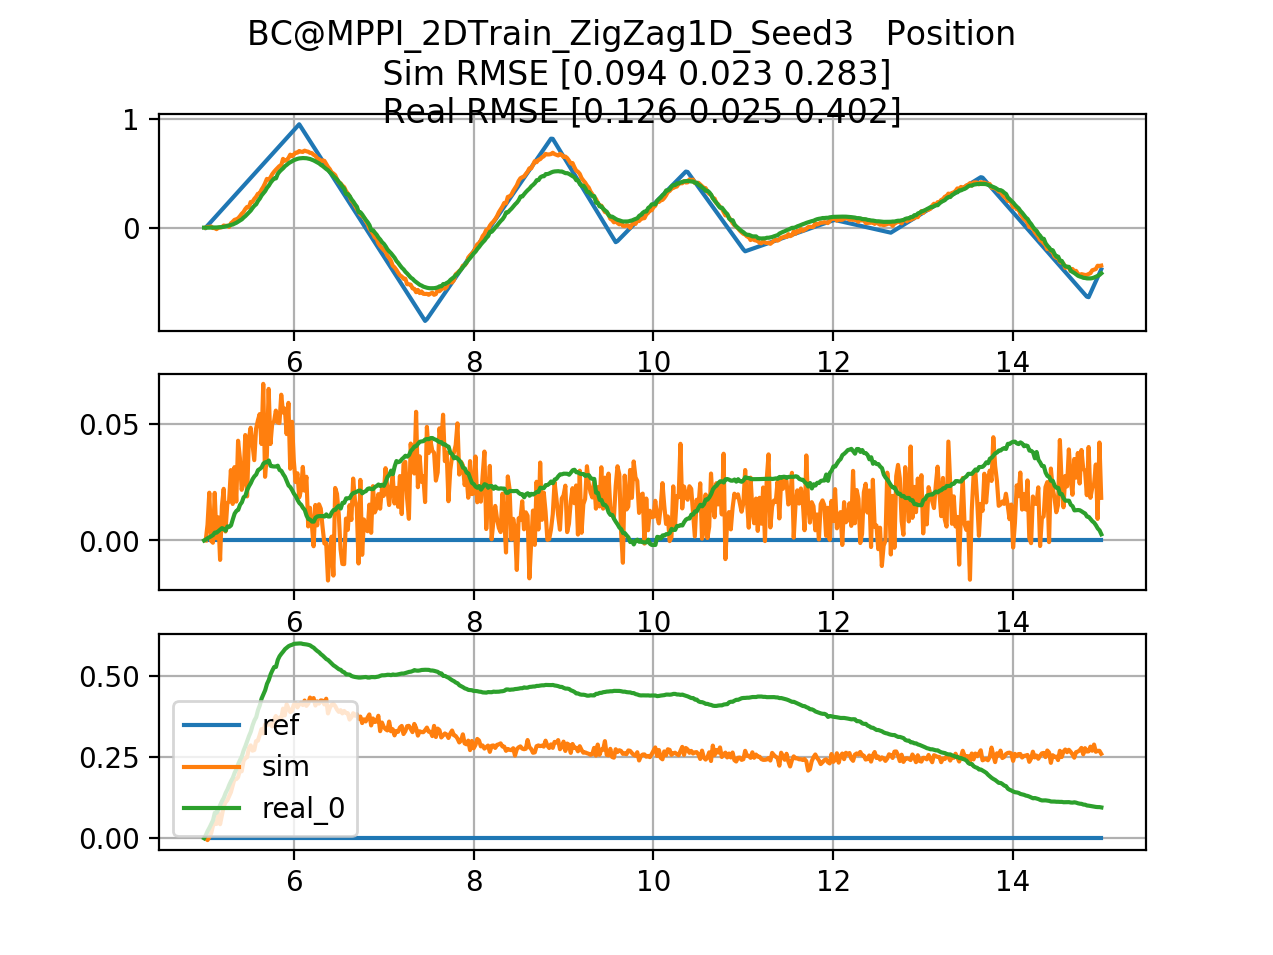 BC@MPPI_2DTrain_ZigZag1D_Seed3 Position
Sim RMSE [0.094 0.023 0.283]
Real RMSE [0.126 0.025 0.402]
1
0
6 8 10 12 14
0.05
0.00
6 8 10 12 14
0.50
0.25
0.00
ref
sim
real_0
6 8 10 12 14